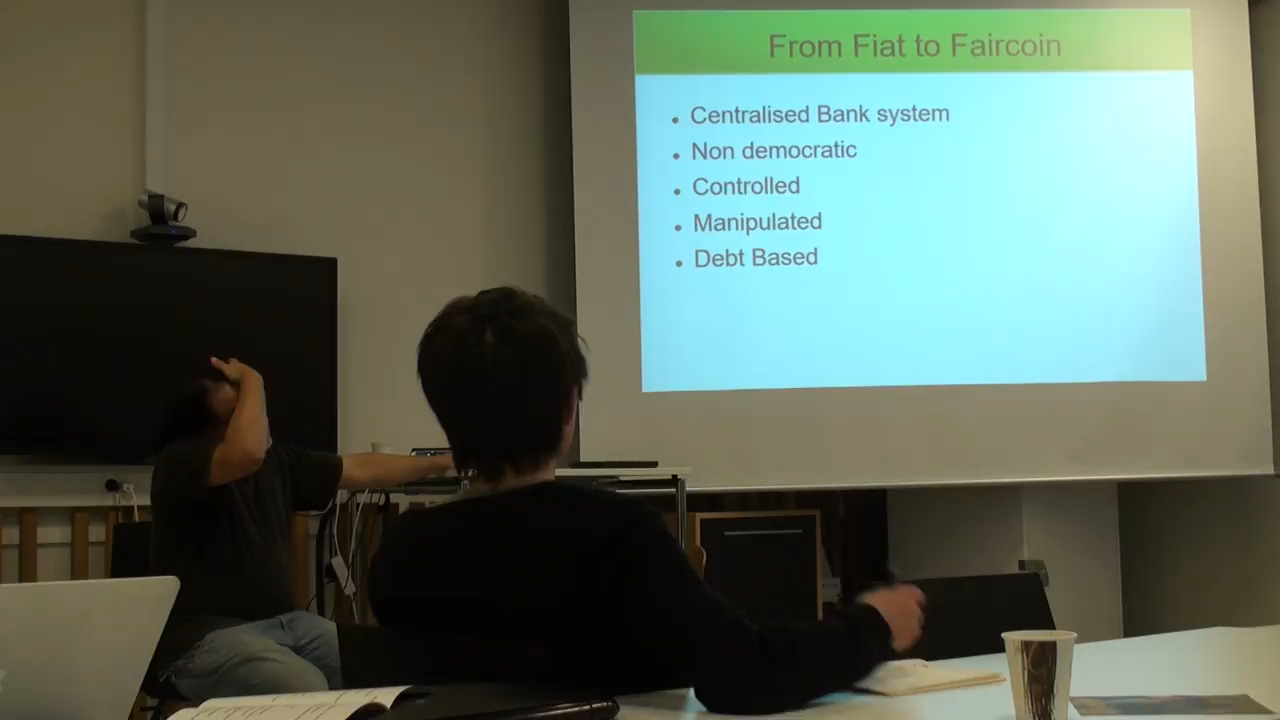 From Fiat to Faircoin
• Centralised Bank system
• Non democratic
• Controlled
• Manipulated
• Debt Based